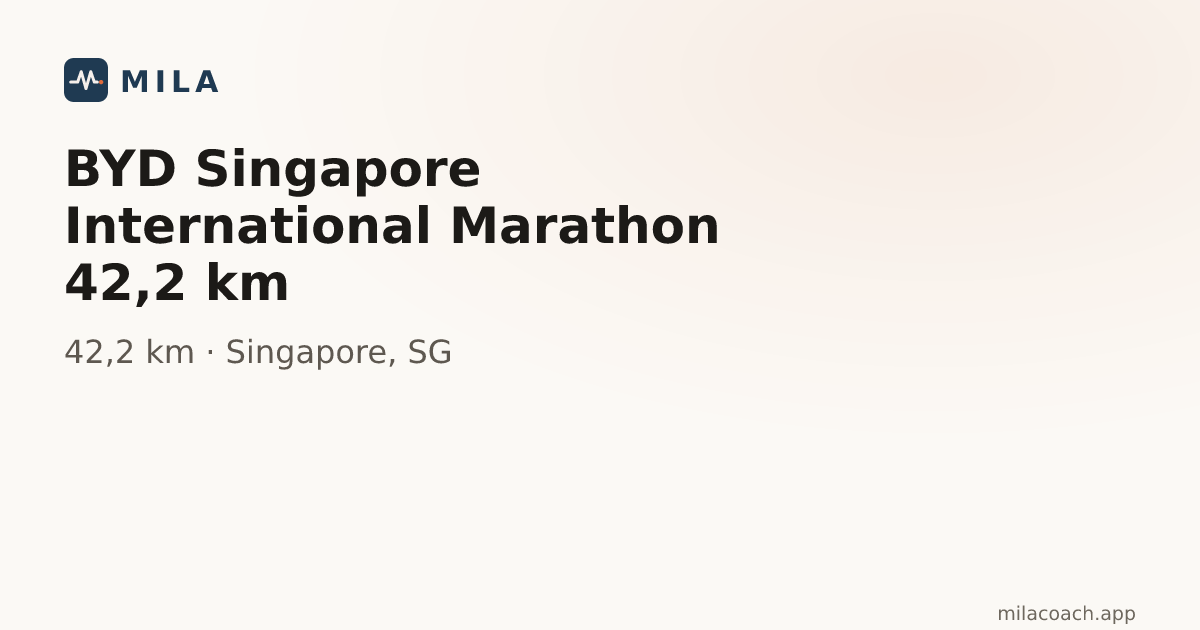 MILA
BYD Singapore
International Marathon
42,2 km
42,2 km · Singapore, SG
milacoach.app